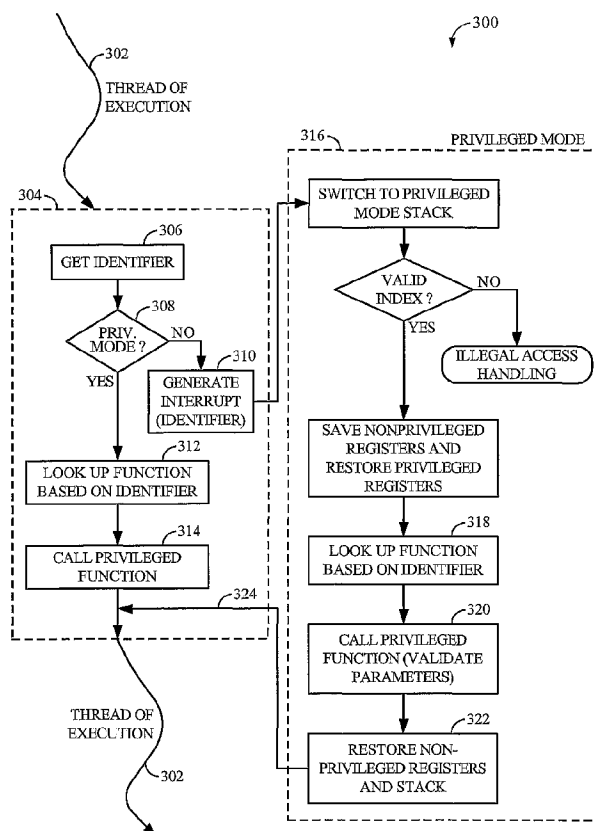 300
302
THREAD OF
EXECUTION
304
306
GET IDENTIFIER
308
PRIV.
MODE ?
NO
YES
310
GENERATE
INTERRUPT
(IDENTIFIER)
312
LOOK UP FUNCTION
BASED ON IDENTIFIER
314
CALL PRIVILEGED
FUNCTION
324
THREAD OF
EXECUTION
302
316
PRIVILEGED MODE
SWITCH TO PRIVILEGED
MODE STACK
VALID
INDEX ?
NO
YES
ILLEGAL ACCESS
HANDLING
SAVE NONPRIVILEGED
REGISTERS AND
RESTORE PRIVILEGED
REGISTERS
318
LOOK UP FUNCTION
BASED ON IDENTIFIER
320
CALL PRIVILEGED
FUNCTION (VALIDATE
PARAMETERS)
322
RESTORE NON-
PRIVILEGED REGISTERS
AND STACK